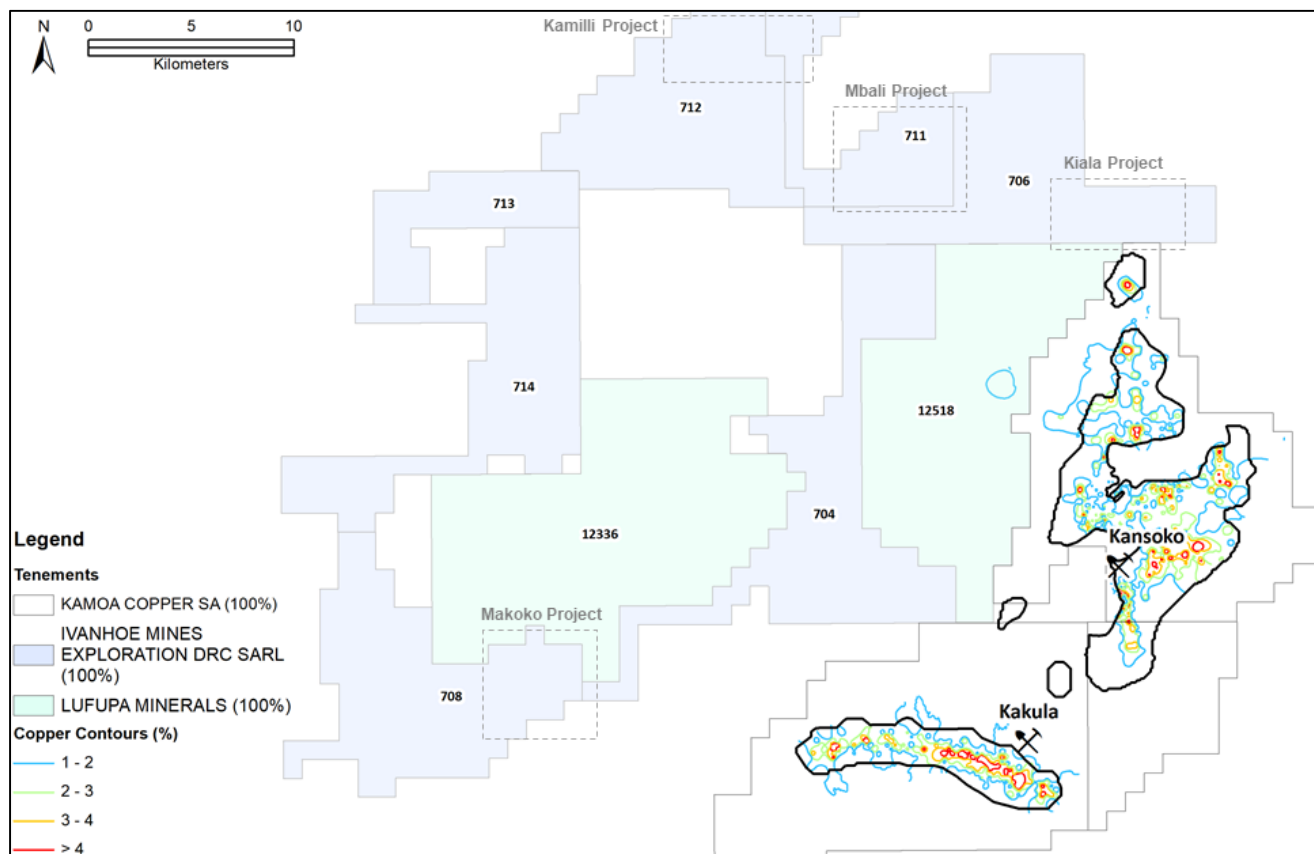 N
0 5 10
Kilometers
Kamilli Project
Mbali Project
712
711
Kiala Project
706
713
714
12518
12336
704
Kansoko
Makoko Project
708
Kakula
Legend
Tenements
KAMOA COPPER SA (100%)
IVANHOE MINES
EXPLORATION DRC SARL
(100%)
LUFUPA MINERALS (100%)
Copper Contours (%)
1 - 2
2 - 3
3 - 4
> 4